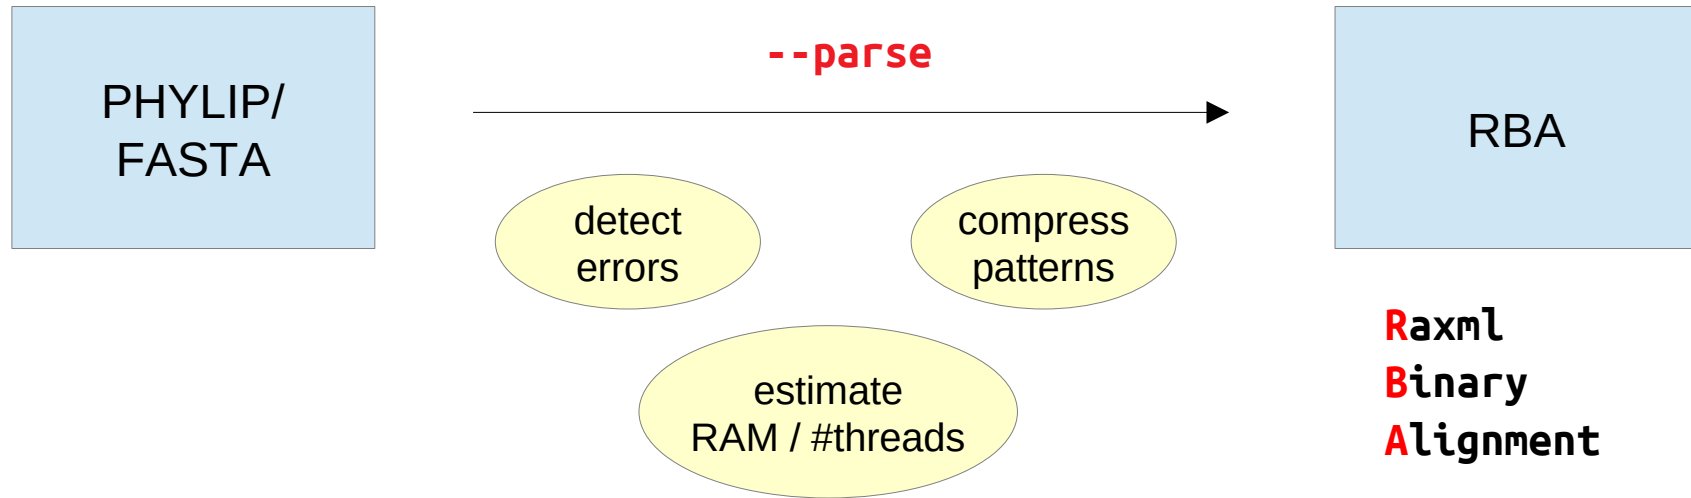 PHYLIP/
FASTA
--parse
RBA
detect
errors
compress
patterns
estimate
RAM / #threads
Raxml
Binary
Alignment